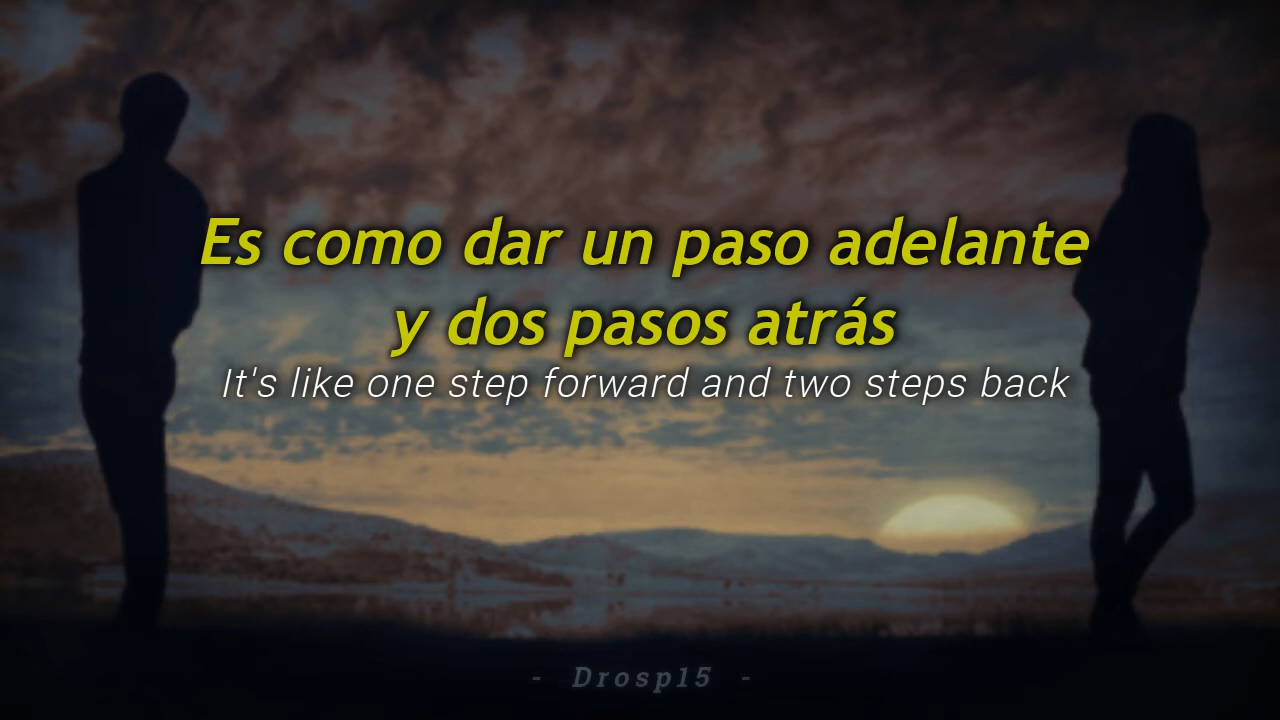 Es como dar un paso adelante
y dos pasos atrás
It's like one step forward and two steps back
- Drosp15 -